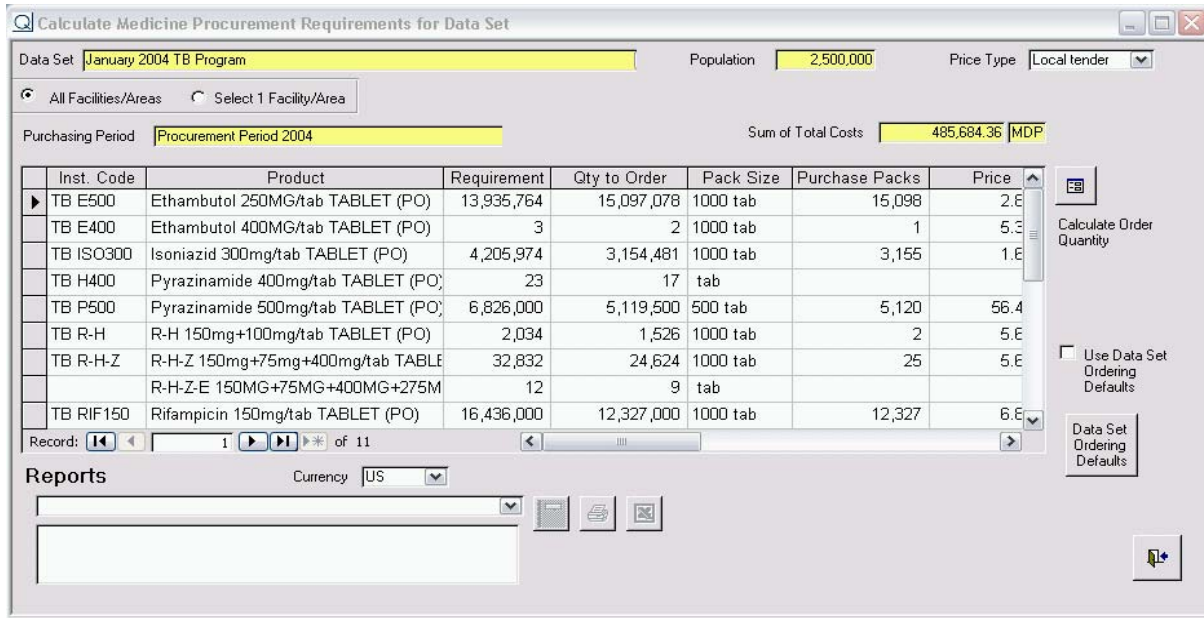 Calculate Medicine Procurement Requirements for Data Set
Data Set January 2004 TB Program Population 2,500,000 Price Type Local tender
All Facilities/Areas Select 1 Facility/Area
Purchasing Period Procurement Period 2004 Sum of Total Costs 485,684.36 MDP
Inst. Code Product Requirement Qty to Order Pack Size Purchase Packs Price
TB E500 Ethambutol 250MG/tab TABLET (PO) 13,935,764 15,097,078 1000 tab 15,098
TB E400 Ethambutol 400MG/tab TABLET (PO) 3 2 1000 tab 1
TB ISO300 Isoniazid 300mg/tab TABLET (PO) 4,205,974 3,154,481 1000 tab 3,155
TB H400 Pyrazinamide 400mg/tab TABLET (PO) 23 17 tab
TB P500 Pyrazinamide 500mg/tab TABLET (PO) 6,826,000 5,119,500 500 tab 5,120 56.4
TB R-H R-H 150mg+100mg/tab TABLET (PO) 2,034 1,526 1000 tab 2
TB R-H-Z R-H-Z 150mg+75mg+400mg/tab TABLE 32,832 24,624 1000 tab 25
R-H-Z-E 150MG+75MG+400MG+275M 12 9 tab
TB RIF150 Rifampicin 150mg/tab TABLET (PO) 16,436,000 12,327,000 1000 tab 12,327
Calculate Order
Quantity
Use Data Set
Ordering
Defaults
Data Set
Ordering
Defaults
Record: 1 of 11
Reports Currency US